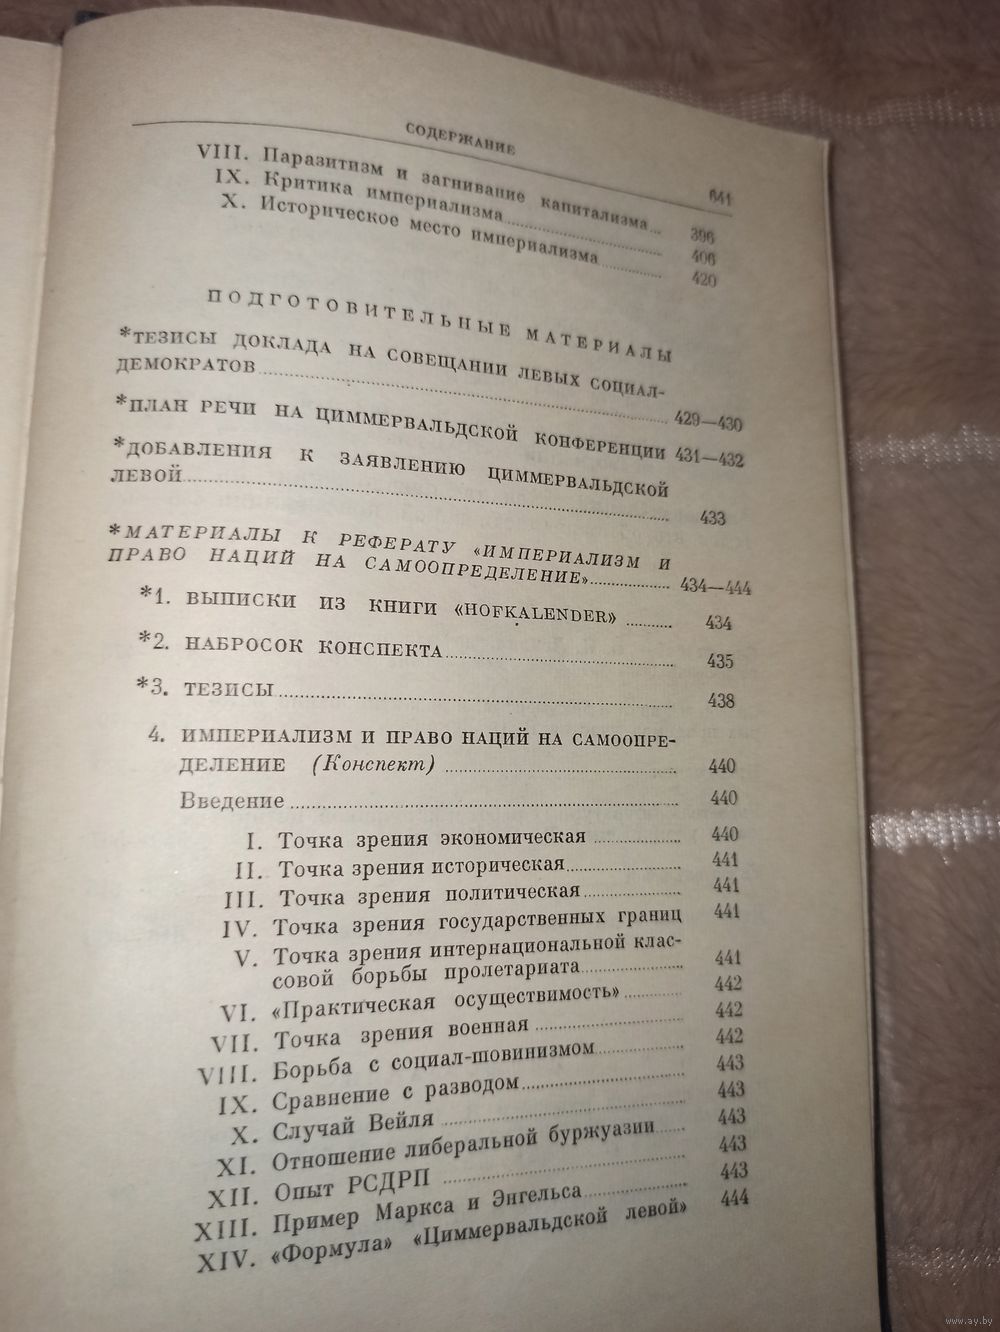 СОДЕРЖАНИЕ 641
VIII. Паразитизм и загнивание капитализма... 396
IX. Критика империализма... 406
X. Историческое место империализма... 420
ПОДГОТОВИТЕЛЬНЫЕ МАТЕРИАЛЫ
*ТЕЗИСЫ ДОКЛАДА НА СОВЕЩАНИИ ЛЕВЫХ СОЦИАЛ-
ДЕМОКРАТОВ... 429—430
*ПЛАН РЕЧИ НА ЦИММЕРВАЛЬДСКОЙ КОНФЕРЕНЦИИ 431—432
*ДОБАВЛЕНИЯ К ЗАЯВЛЕНИЮ ЦИММЕРВАЛЬДСКОЙ
ЛЕВОЙ... 433
*МАТЕРИАЛЫ К РЕФЕРАТУ «ИМПЕРИАЛИЗМ И
ПРАВО НАЦИЙ НА САМООПРЕДЕЛЕНИЕ»... 434—444
*1. ВЫПИСКИ ИЗ КНИГИ «HOFKALENDER» ... 434
*2. НАБРОСОК КОНСПЕКТА... 435
*3. ТЕЗИСЫ... 438
4. ИМПЕРИАЛИЗМ И ПРАВО НАЦИЙ НА САМООПРЕ-
ДЕЛЕНИЕ (Конспект) ... 440
Введение ... 440
I. Точка зрения экономическая ... 440
II. Точка зрения историческая... 441
III. Точка зрения политическая ... 441
IV. Точка зрения государственных границ 441
V. Точка зрения интернациональной клас-
совой борьбы пролетариата... 441
VI. «Практическая осуществимость» ... 442
VII. Точка зрения военная ... 442
VIII. Борьба с социал-шовинизмом... 442
IX. Сравнение с разводом... 443
X. Случай Вейля ... 443
XI. Отношение либеральной буржуазии ... 443
XII. Опыт РСДРП ... 443
XIII. Пример Маркса и Энгельса... 443
XIV. «Формула» «Циммервальдской левой» 444
www.ay.by